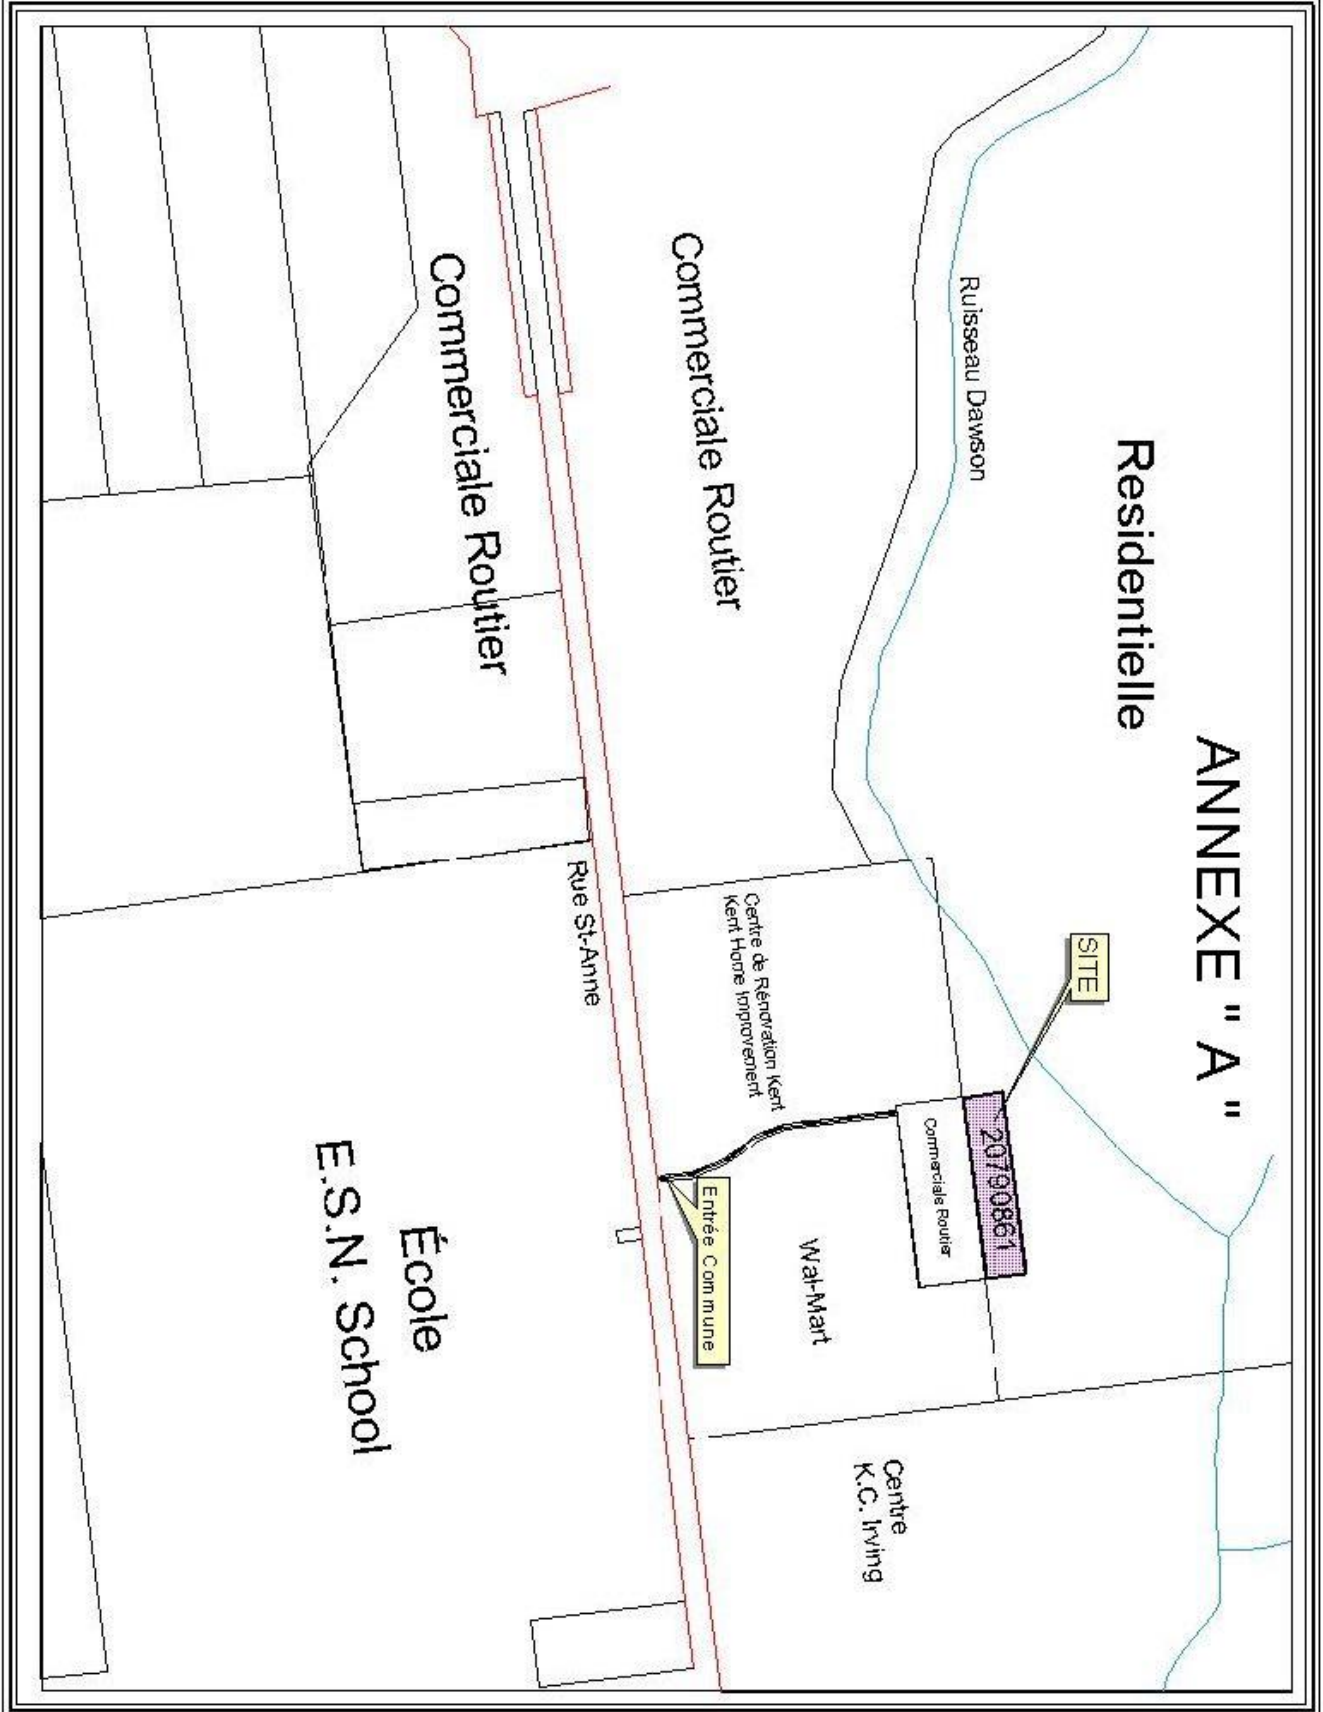 ANNEXE " A "
Residentielle
SITE
Ruisseau Dawson
20790861
Commerciale Routier
Commerciale Routier
Centre de Rénovation Kent
Kent Home Improvement
Wal-Mart
Centre
K.C. Irving
Entrée Commune
Rue St-Anne
Commerciale Routier
École
E.S.N. School